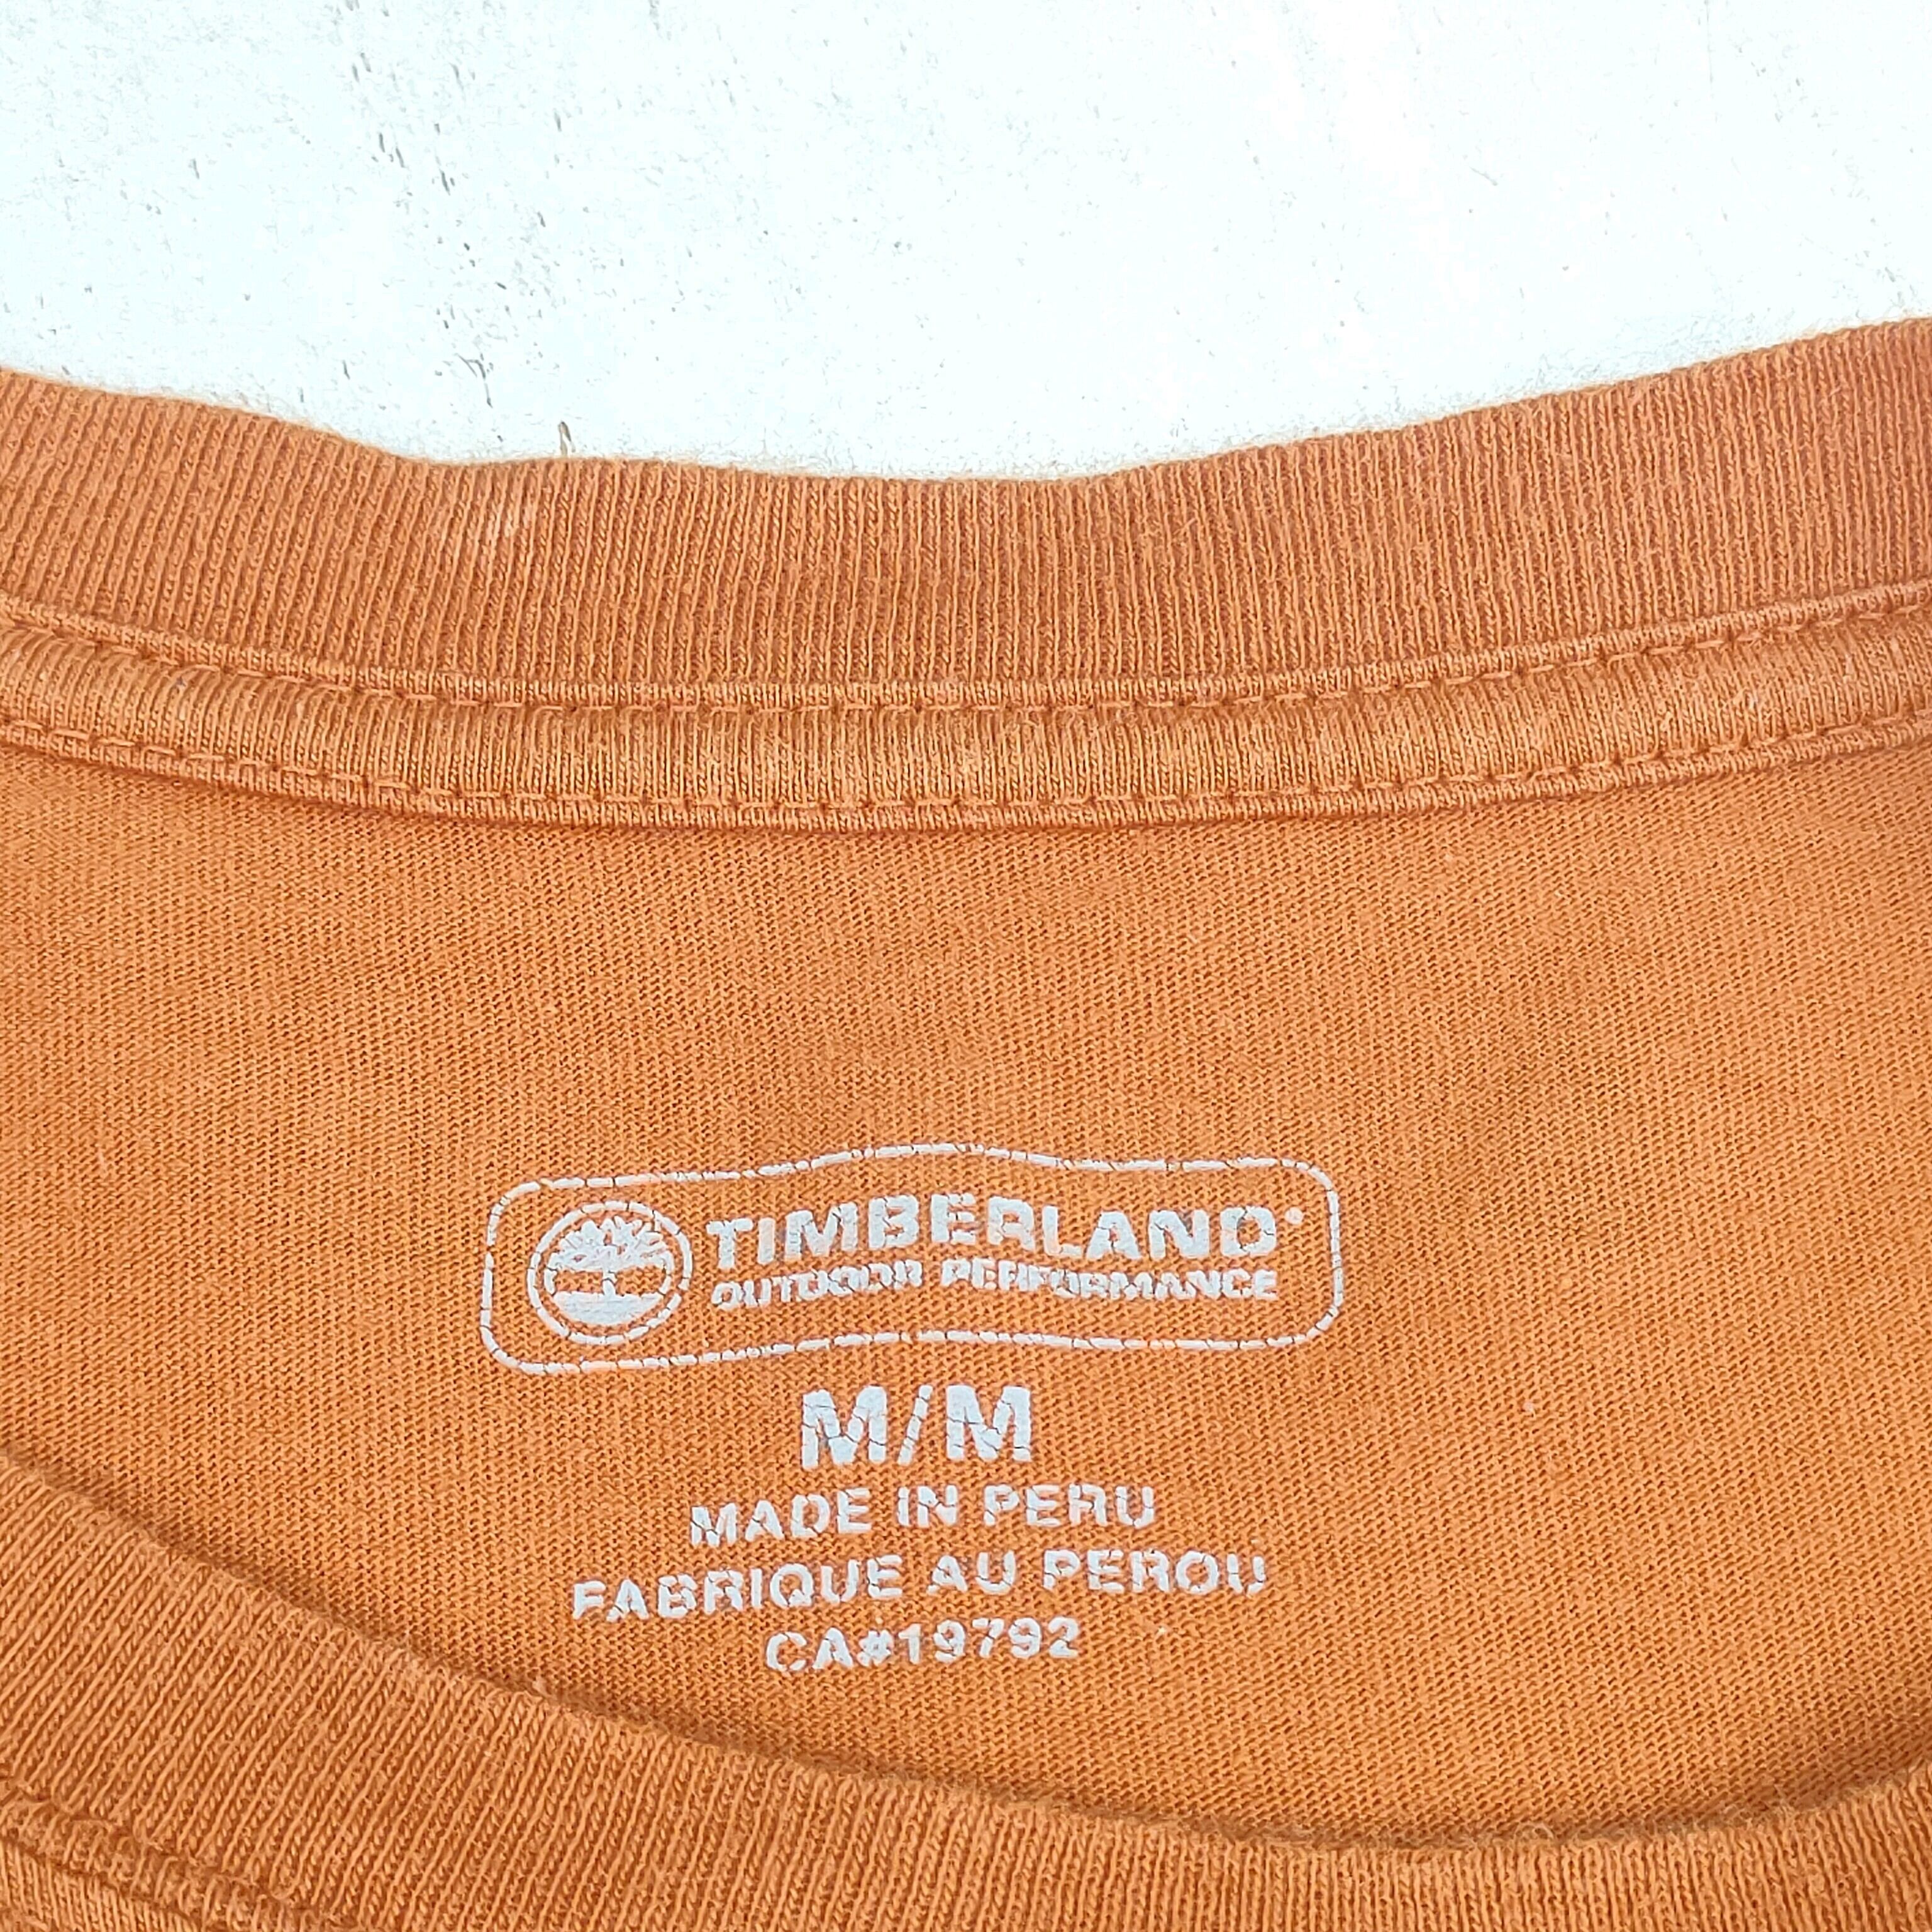 TIMBERLAND®
OUTDOOR PERFORMANCE
M/M
MADE IN PERU
FABRIQUE AU PEROU
CA#19792